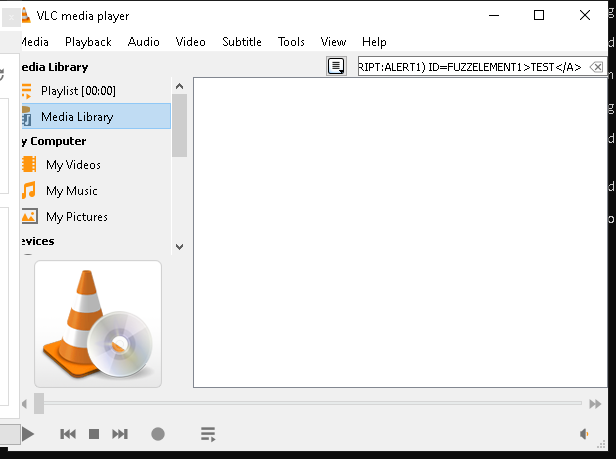 VLC media player
Media Playback Audio Video Subtitle Tools View Help
edia Library
RIPT:ALERT1) ID=FUZZELEMENT1>TEST</A>
Playlist [00:00]
Media Library
y Computer
My Videos
My Music
My Pictures
evices